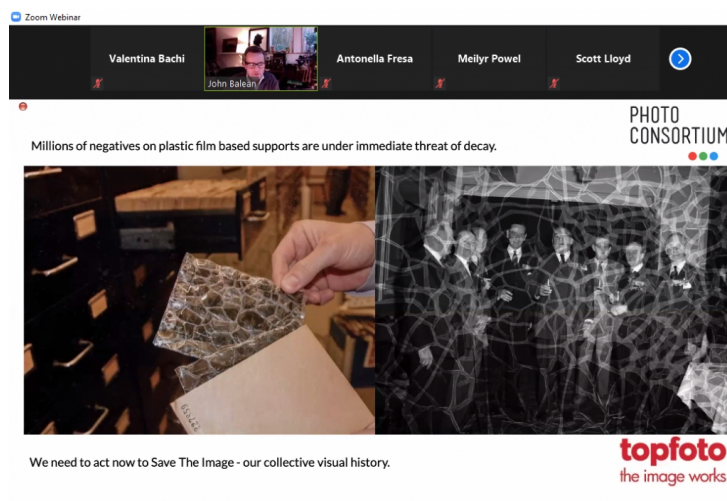 Zoom Webinar
Valentina Bachi
John Balean
Antonella Fresa
Meilyr Powel
Scott Lloyd
PHOTO
CONSORTIUM
Millions of negatives on plastic film based supports are under immediate threat of decay.
We need to act now to Save The Image - our collective visual history.
topfoto
the image works